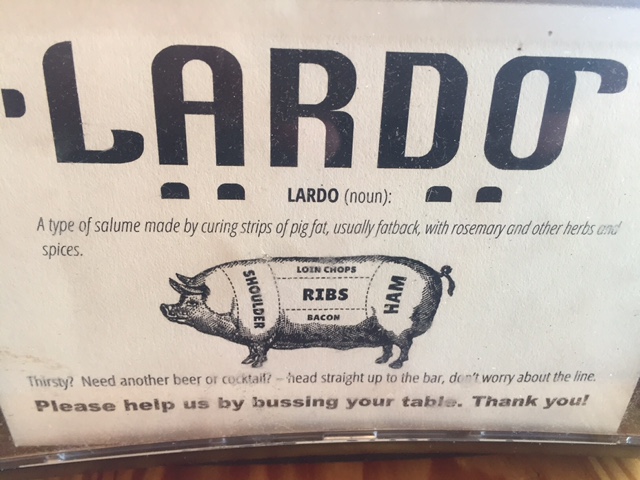 LARDO
LARDO (noun):
A type of salume made by curing strips of pig fat, usually fatback, with rosemary and other herbs and
spices.
LOIN CHOPS
SHOULDER
RIBS
HAM
BACON
Thirsty? Need another beer or cocktail? – head straight up to the bar, don't worry about the line.
Please help us by bussing your table. Thank you!